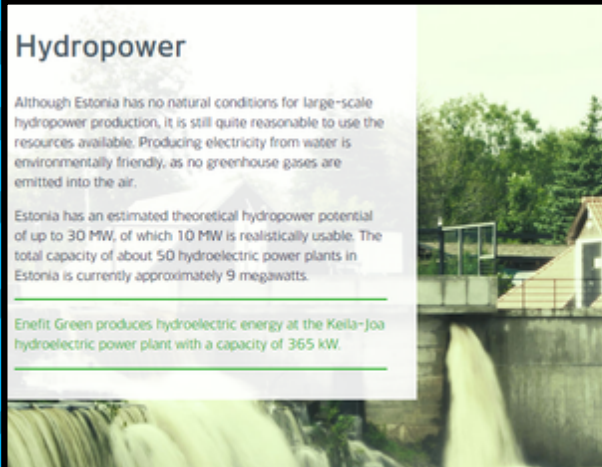 Hydropower
Although Estonia has no natural conditions for large-scale
hydropower production, it is still quite reasonable to use the
resources available. Producing electricity from water is
environmentally friendly, as no greenhouse gases are
emitted into the air.
Estonia has an estimated theoretical hydropower potential
of up to 30 MW, of which 10 MW is realistically usable. The
total capacity of about 50 hydroelectric power plants in
Estonia is currently approximately 9 megawatts.
Enefit Green produces hydroelectric energy at the Keila-Joa
hydroelectric power plant with a capacity of 365 kW.